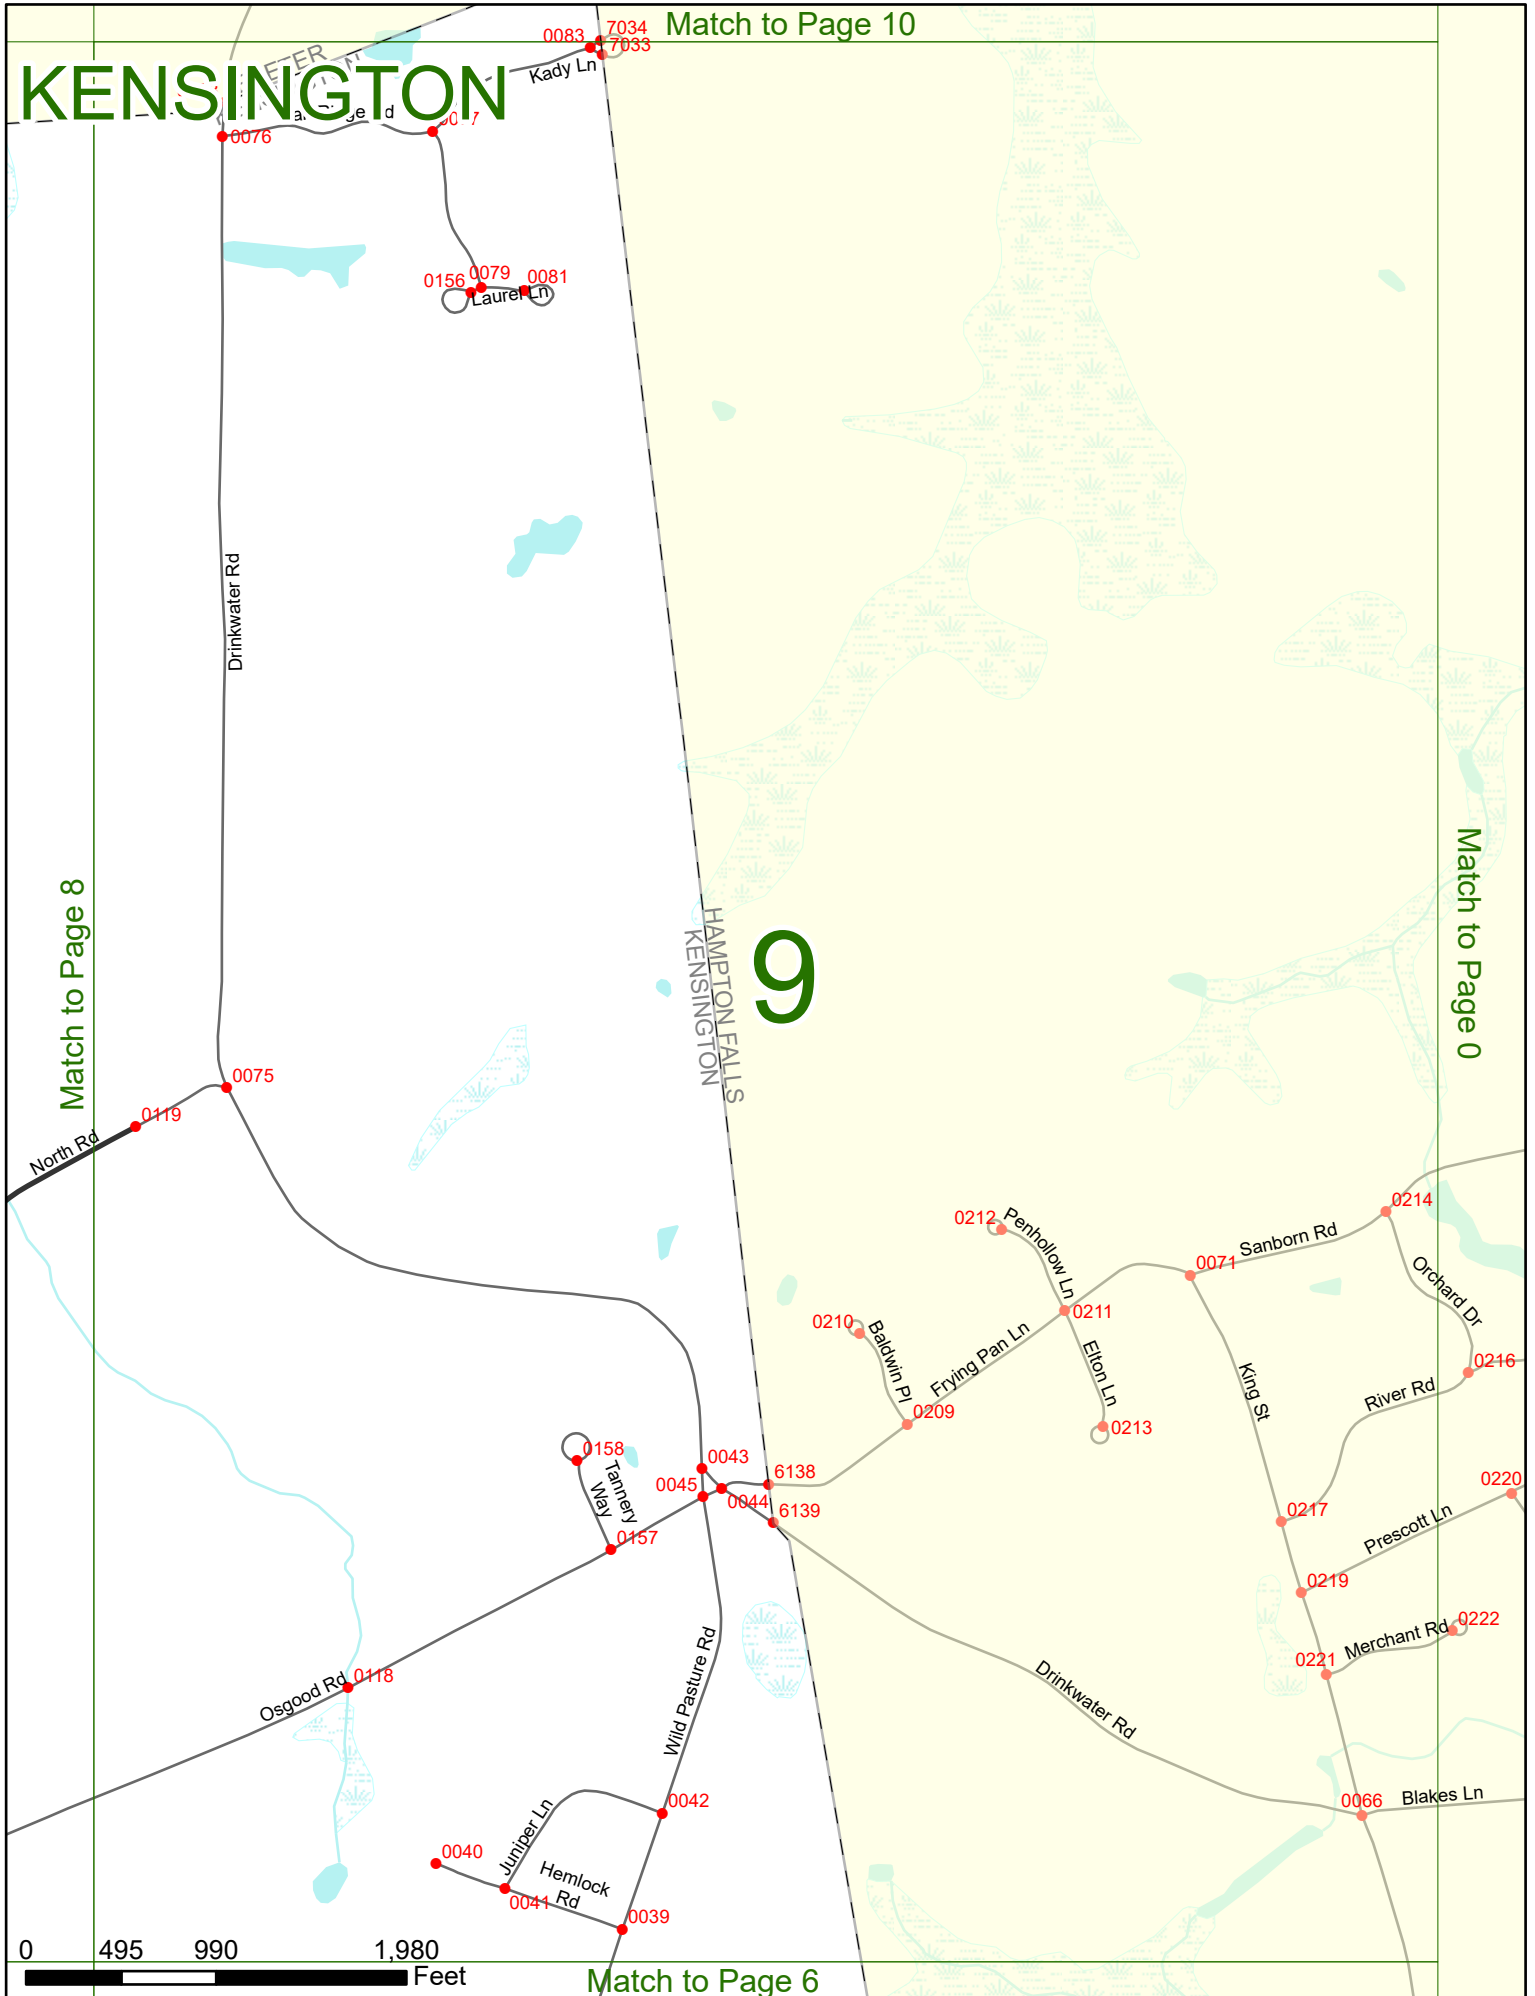 Match to Page 10
KENSINGTON
7034
0083
7033
Kady Ln
0076
0156
0079
0081
Laurel Ln
Drinkwater Rd
Match to Page 8
Match to Page 0
HAMPTON FALLS
KENSINGTON
9
0075
0119
North Rd
0212
Penhollow Ln
0214
Sanborn Rd
0071
Orchard Dr
0211
0210
Baldwin Pl
Frying Pan Ln
Elton Ln
King St
0216
River Rd
0209
0213
0158
Tannery
Way
0043
0045
0044
6138
6139
0157
0220
0217
Prescott Ln
0219
Merchant Rd
0222
0221
0118
Osgood Rd
Wild Pasture Rd
Drinkwater Rd
0066
Blakes Ln
0042
Juniper Ln
0040
Hemlock
Rd
0041
0039
0 495 990 1,980
Feet
Match to Page 6